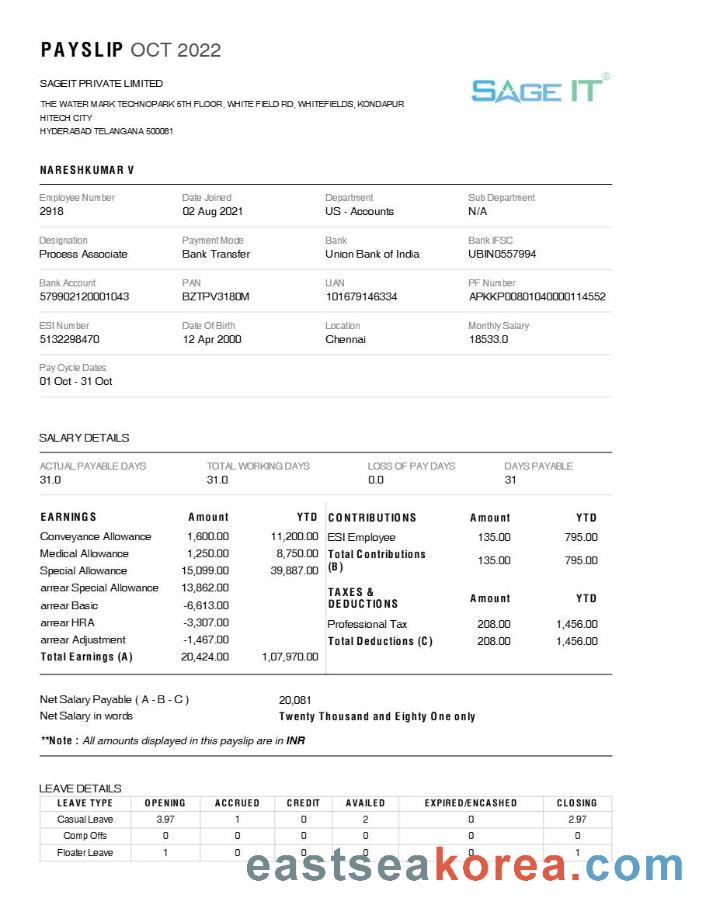 PAYSLIP OCT 2022
SAGEIT PRIVATE LIMITED
SAGE IT®
THE WATER MARK TECHNOPARK 5TH FLOOR, WHITE FIELD RD, WHITEFIELDS, KONDAPUR
HITECH CITY
HYDERABAD TELANGANA 500081
NARESHKUMAR V
Employee Number Date Joined Department Sub Department
2918 02 Aug 2021 US - Accounts N/A
Designation Payment Mode Bank Bank IFSC
Process Associate Bank Transfer Union Bank of India UBIN0557994
Bank Account PAN UAN PF Number
579902120001043 BZTPV3180M 101679146334 APKKP00801040000114552
ESI Number Date Of Birth Location Monthly Salary
5132298470 12 Apr 2000 Chennai 18533.0
Pay Cycle Dates
01 Oct - 31 Oct
SALARY DETAILS
ACTUAL PAYABLE DAYS TOTAL WORKING DAYS LOSS OF PAY DAYS DAYS PAYABLE
31.0 31.0 0.0 31
EARNINGS Amount YTD
Conveyance Allowance 1,600.00 11,200.00
Medical Allowance 1,250.00 8,750.00
Special Allowance 15,099.00 39,887.00
arrear Special Allowance 13,862.00
arrear Basic -6,613.00
arrear HRA -3,307.00
arrear Adjustment -1,467.00
Total Earnings (A) 20,424.00 1,07,970.00
CONTRIBUTIONS Amount YTD
ESI Employee 135.00 795.00
Total Contributions
(B) 135.00 795.00
TAXES &
DEDUCTIONS Amount YTD
Professional Tax 208.00 1,456.00
Total Deductions (C) 208.00 1,456.00
Net Salary Payable ( A - B - C ) 20,081
Net Salary in words Twenty Thousand and Eighty One only
**Note : All amounts displayed in this payslip are in INR
LEAVE DETAILS
LEAVE TYPE OPENING ACCRUED CREDIT AVAILED EXPIRED/ENCASHED CLOSING
Casual Leave 3.97 1 0 2 0 2.97
Comp Offs 0 0 0 0 0 0
Floater Leave 1 0 0 0 0 1
eastseakorea.com